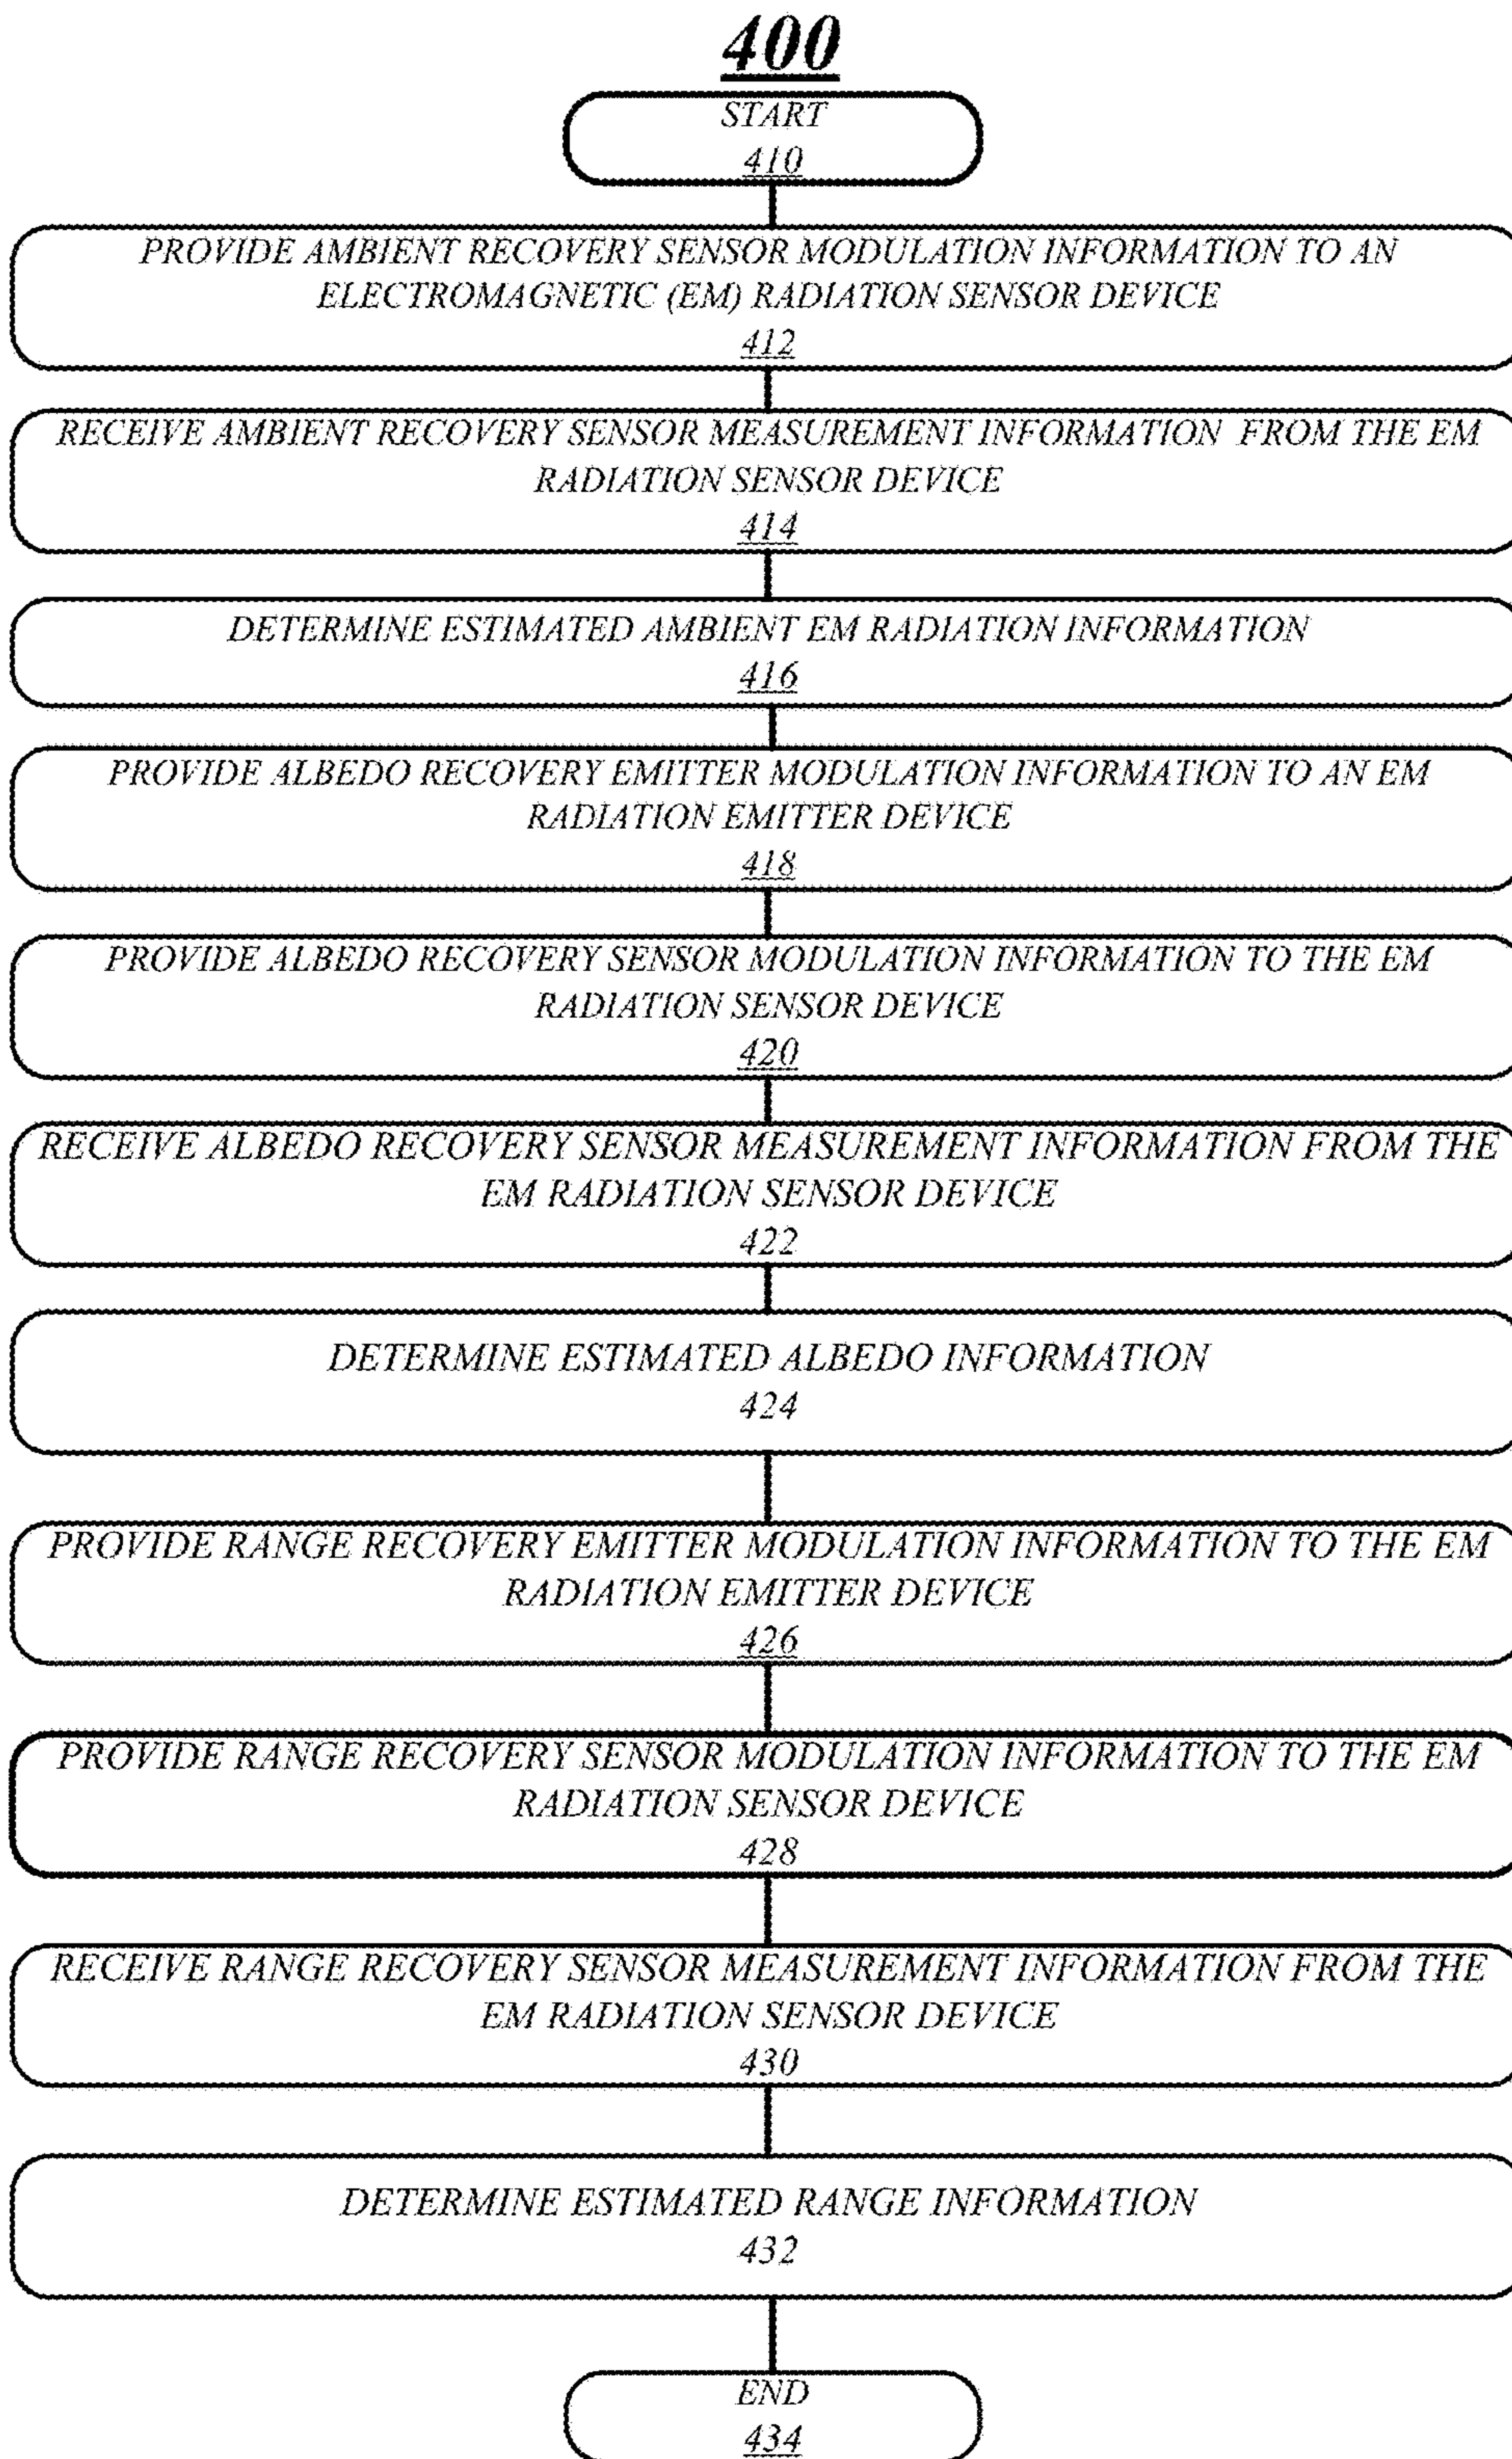 400
START
410
PROVIDE AMBIENT RECOVERY SENSOR MODULATION INFORMATION TO AN
ELECTROMAGNETIC (EM) RADIATION SENSOR DEVICE
412
RECEIVE AMBIENT RECOVERY SENSOR MEASUREMENT INFORMATION FROM THE EM
RADIATION SENSOR DEVICE
414
DETERMINE ESTIMATED AMBIENT EM RADIATION INFORMATION
416
PROVIDE ALBEDO RECOVERY EMITTER MODULATION INFORMATION TO AN EM
RADIATION EMITTER DEVICE
418
PROVIDE ALBEDO RECOVERY SENSOR MODULATION INFORMATION TO THE EM
RADIATION SENSOR DEVICE
420
RECEIVE ALBEDO RECOVERY SENSOR MEASUREMENT INFORMATION FROM THE
EM RADIATION SENSOR DEVICE
422
DETERMINE ESTIMATED ALBEDO INFORMATION
424
PROVIDE RANGE RECOVERY EMITTER MODULATION INFORMATION TO THE EM
RADIATION EMITTER DEVICE
426
PROVIDE RANGE RECOVERY SENSOR MODULATION INFORMATION TO THE EM
RADIATION SENSOR DEVICE
428
RECEIVE RANGE RECOVERY SENSOR MEASUREMENT INFORMATION FROM THE
EM RADIATION SENSOR DEVICE
430
DETERMINE ESTIMATED RANGE INFORMATION
432
END
434